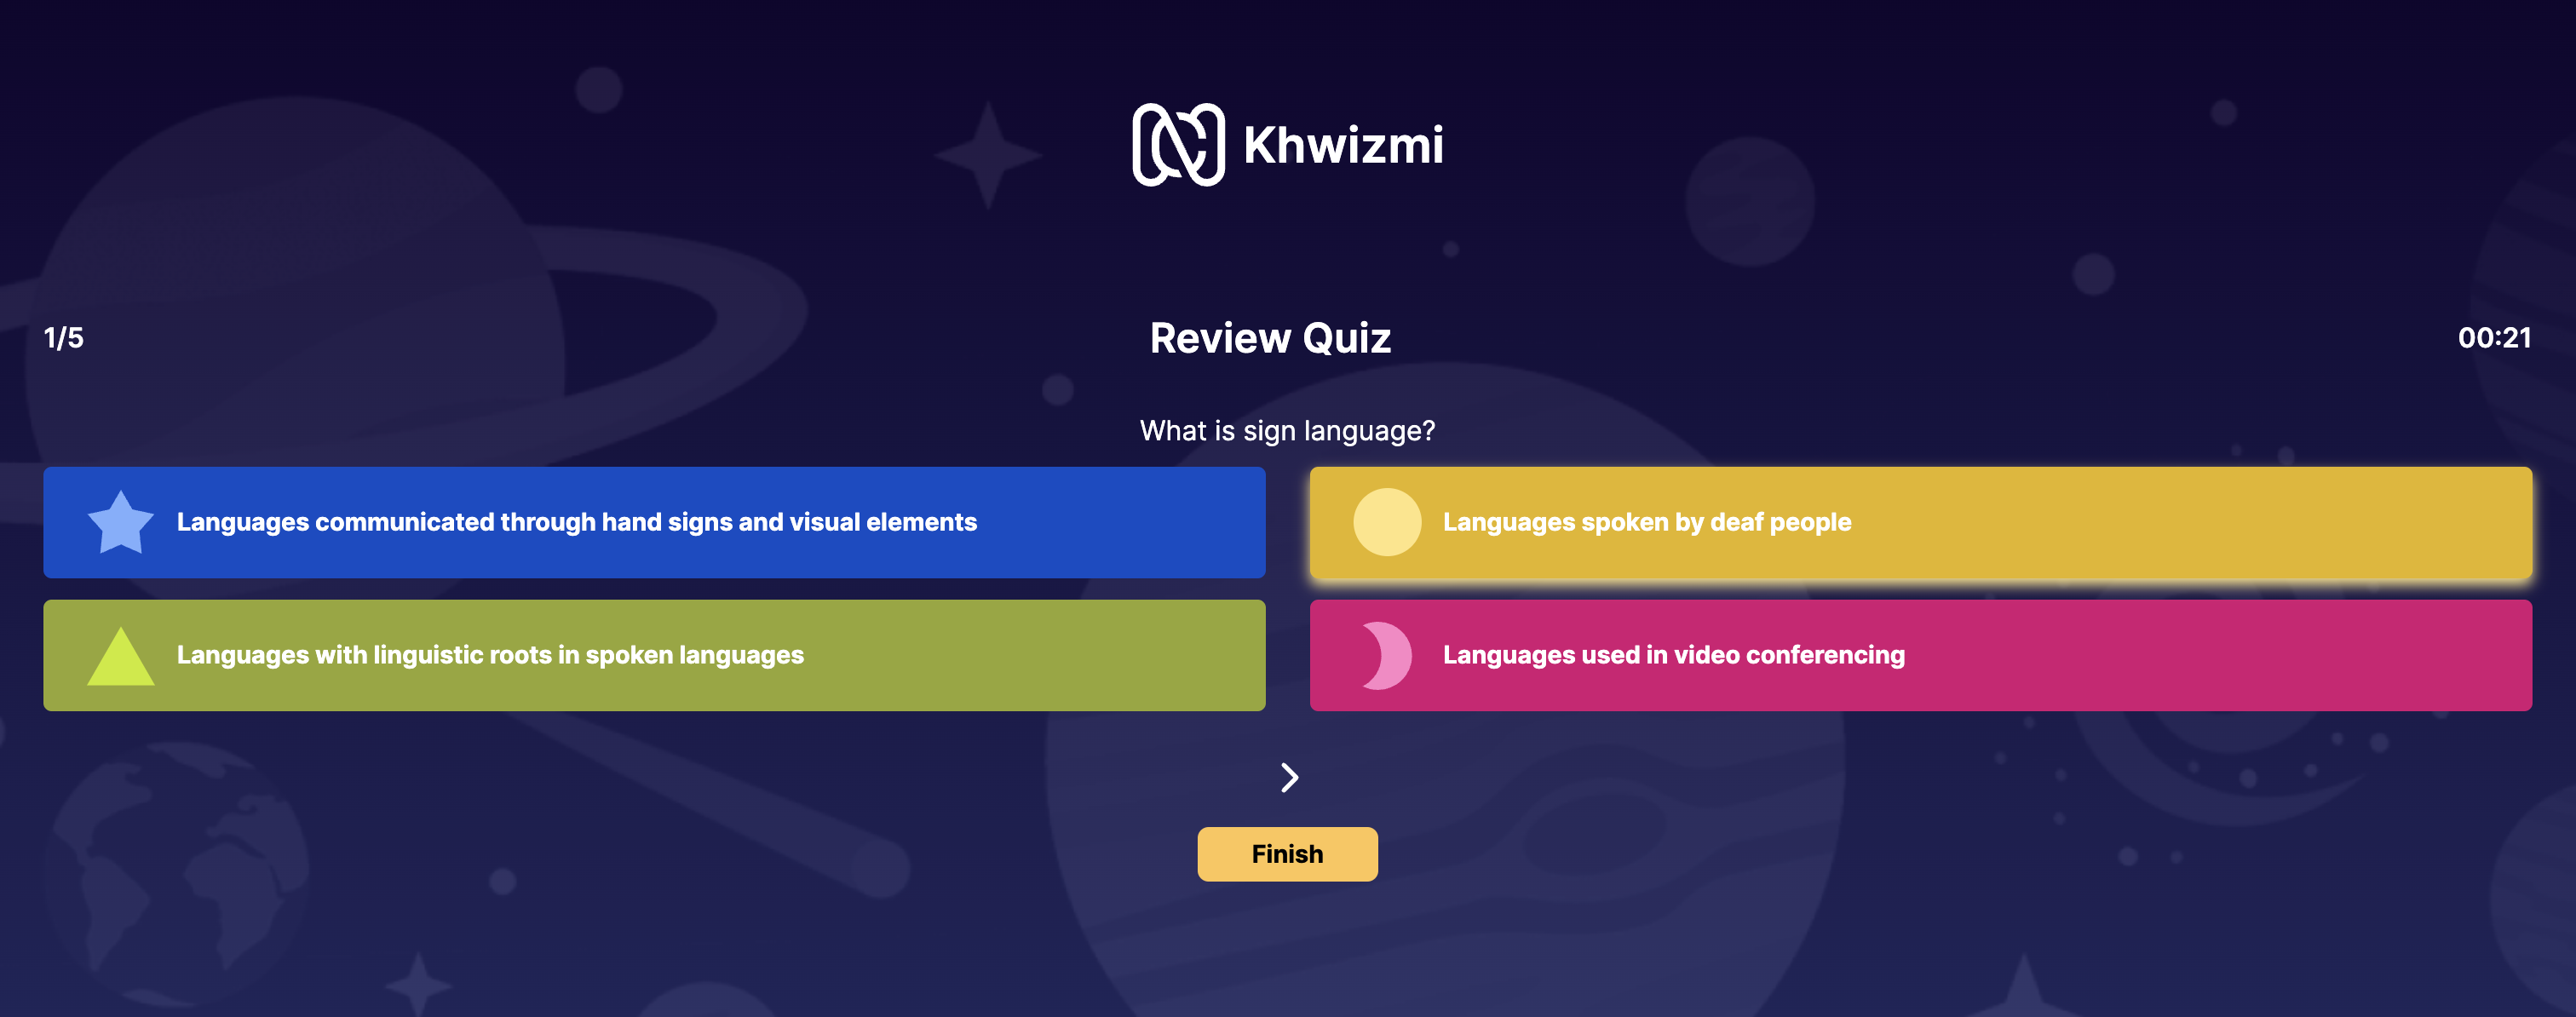 Khwizmi
1/5
Review Quiz
00:21
What is sign language?
Languages communicated through hand signs and visual elements
Languages spoken by deaf people
Languages with linguistic roots in spoken languages
Languages used in video conferencing
Finish